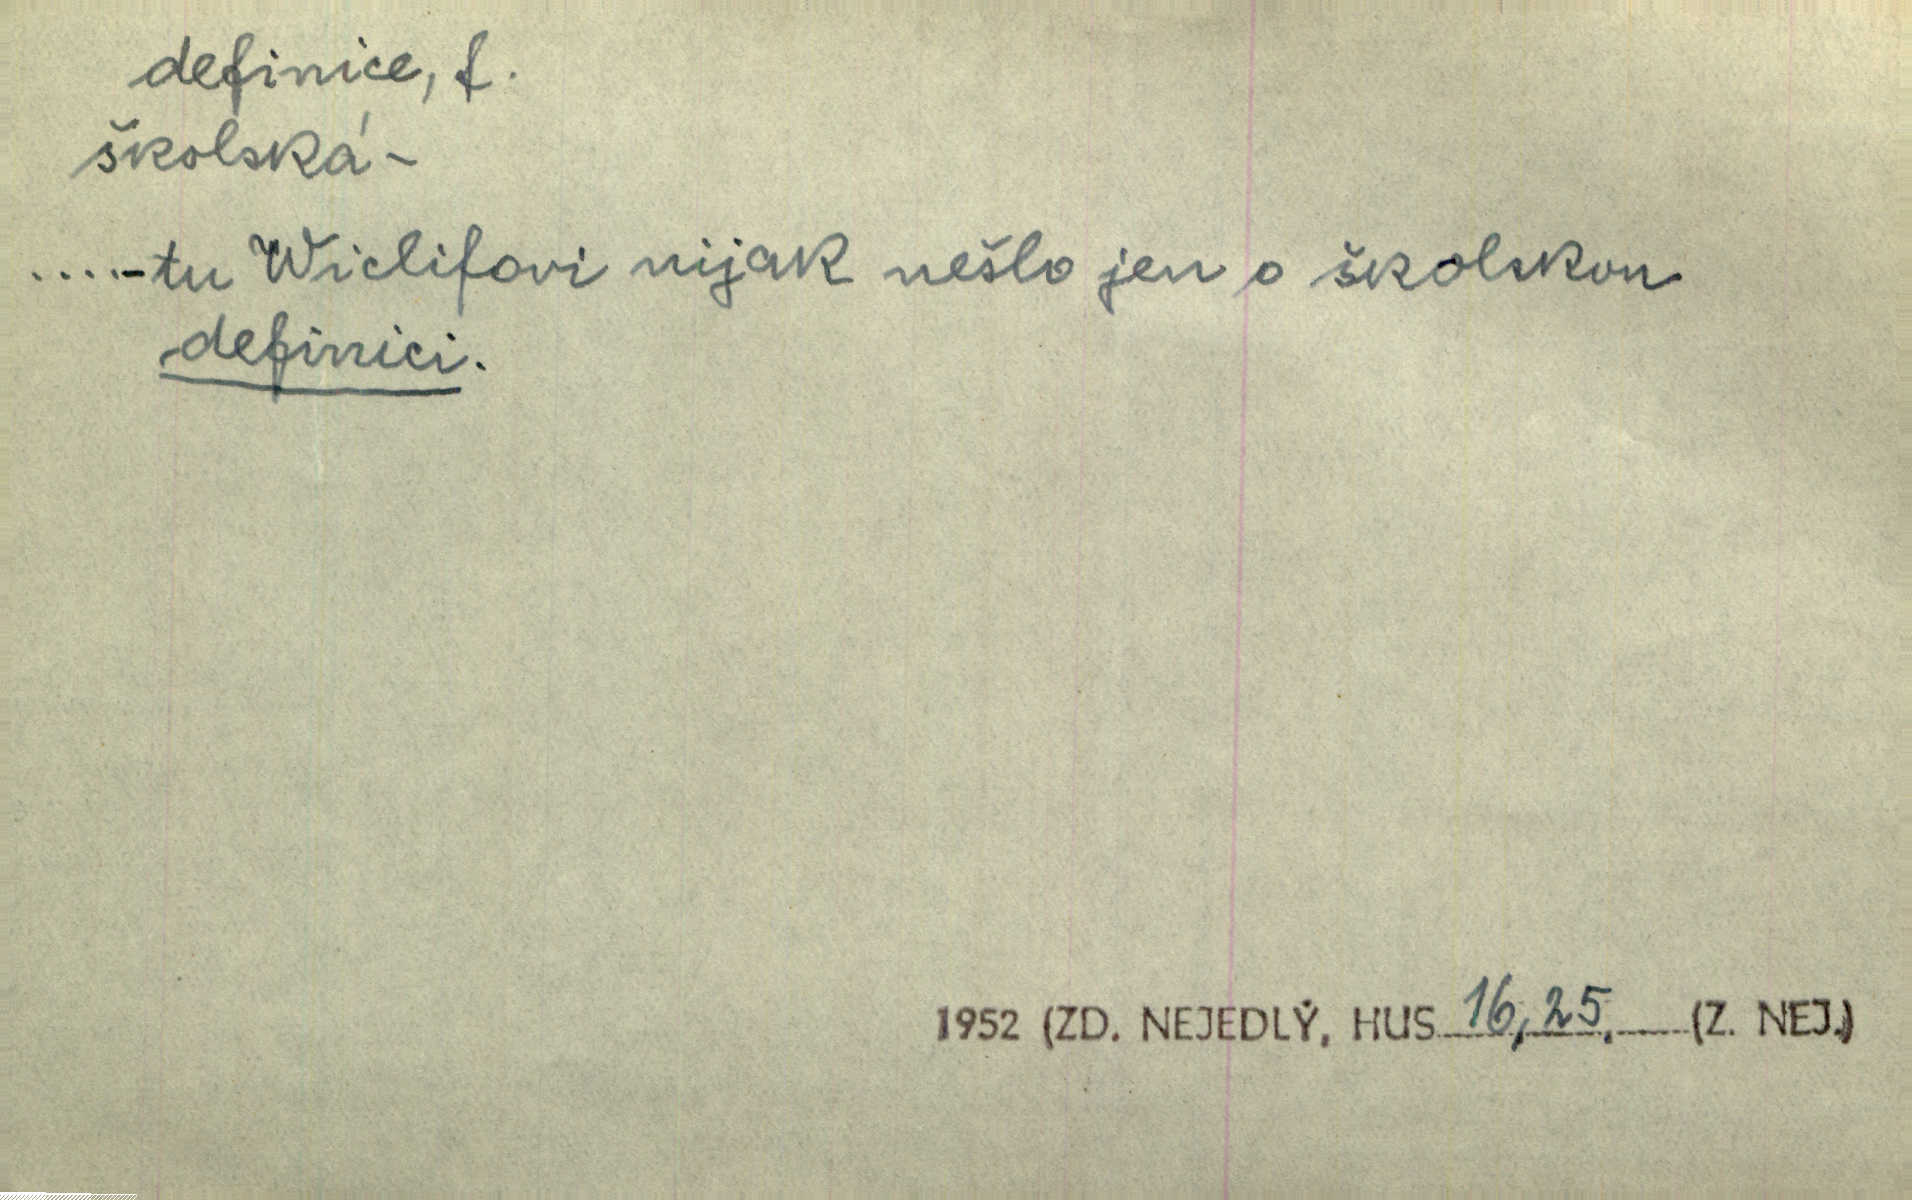 definice, f.
školská -
....-tu Wiclifovi nijak nešlo jen o školskou
definici.
1952 (ZD. NEJEDLÝ, HUS 16, 25. (Z. NEJ.)